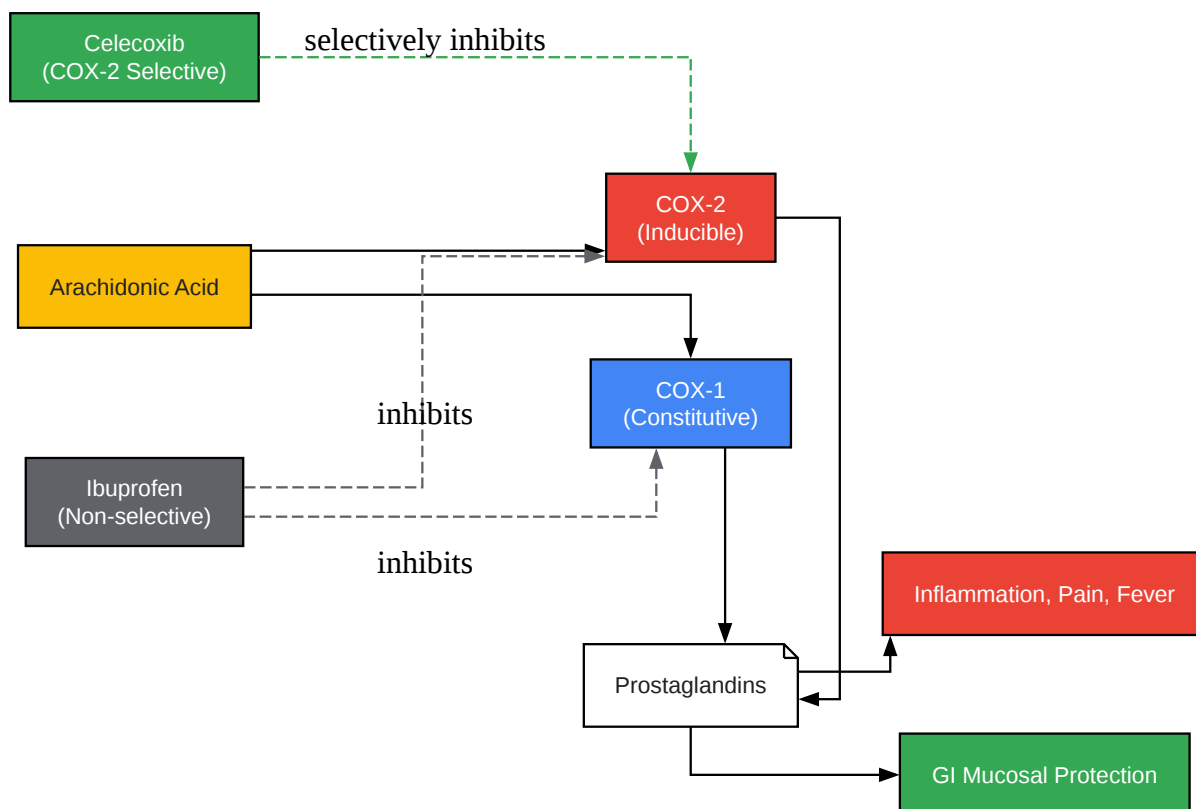 Celecoxib
(COX-2 Selective)
selectively inhibits
COX-2
(Inducible)
Arachidonic Acid
COX-1
(Constitutive)
inhibits
Ibuprofen
(Non-selective)
inhibits
Inflammation, Pain, Fever
Prostaglandins
GI Mucosal Protection